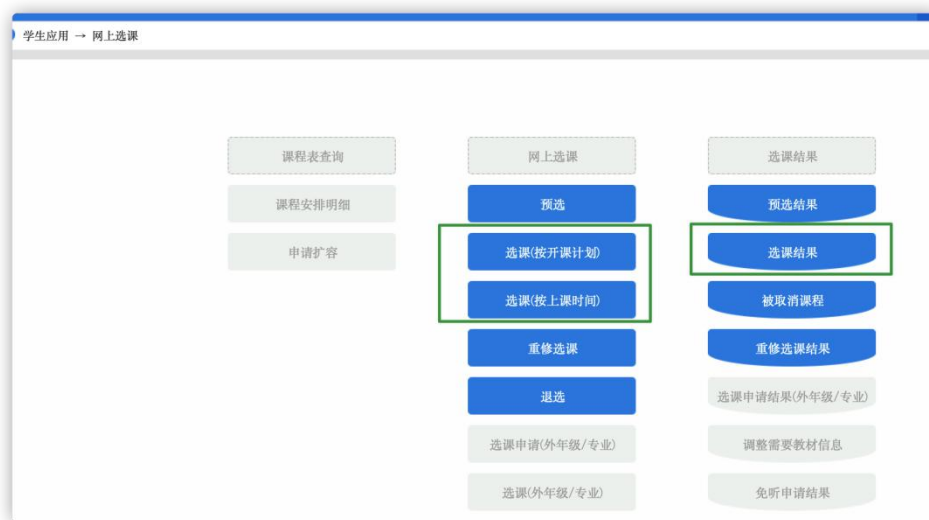 学生应用 → 网上选课
课程表查询
课程安排明细
申请扩容
网上选课
预选
选课(按开课计划)
选课(按上课时间)
重修选课
退选
选课申请(外年级/专业)
选课(外年级/专业)
选课结果
预选结果
选课结果
被取消课程
重修选课结果
选课申请结果(外年级/专业)
调整需要教材信息
免听申请结果